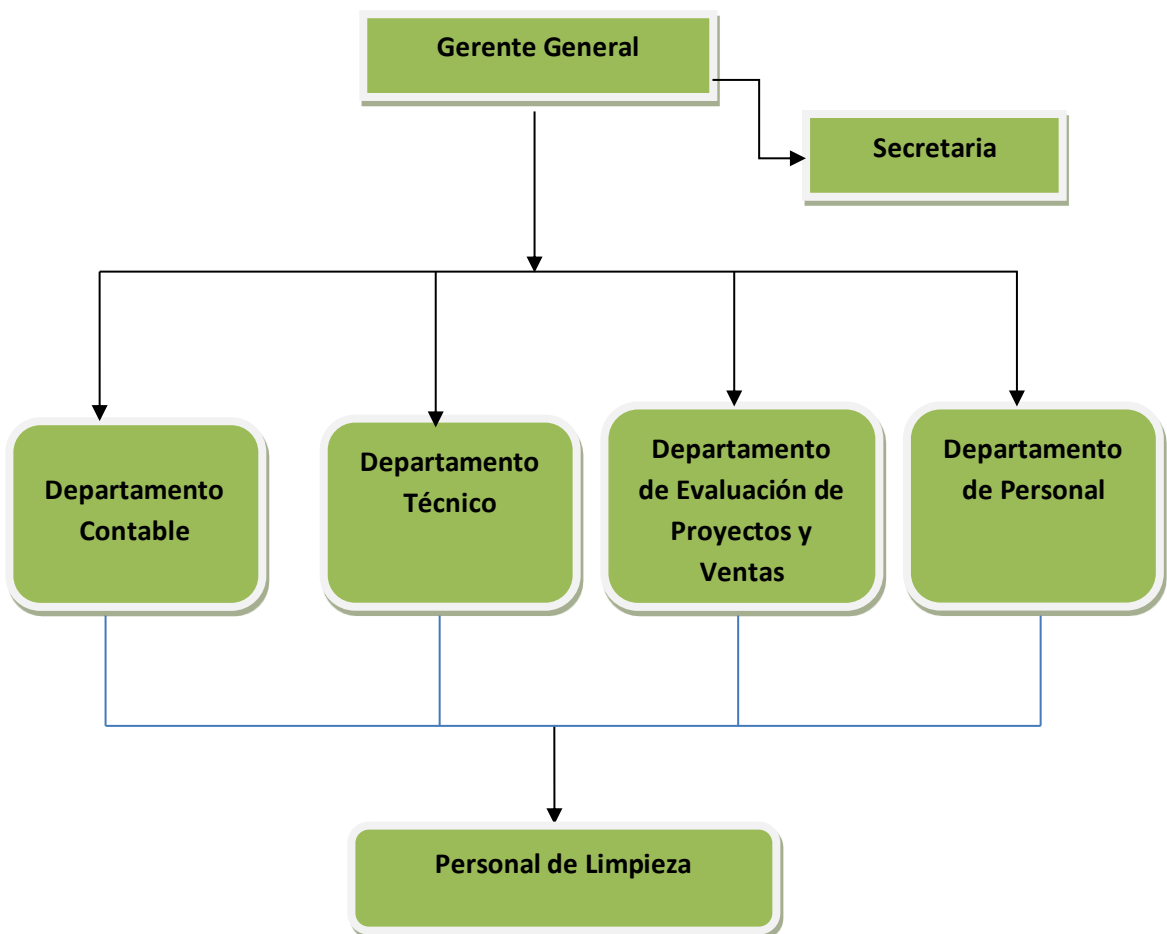 Gerente General
Secretaria
Departamento
Contable
Departamento
Técnico
Departamento
de Evaluación de
Proyectos y
Ventas
Departamento
de Personal
Personal de Limpieza